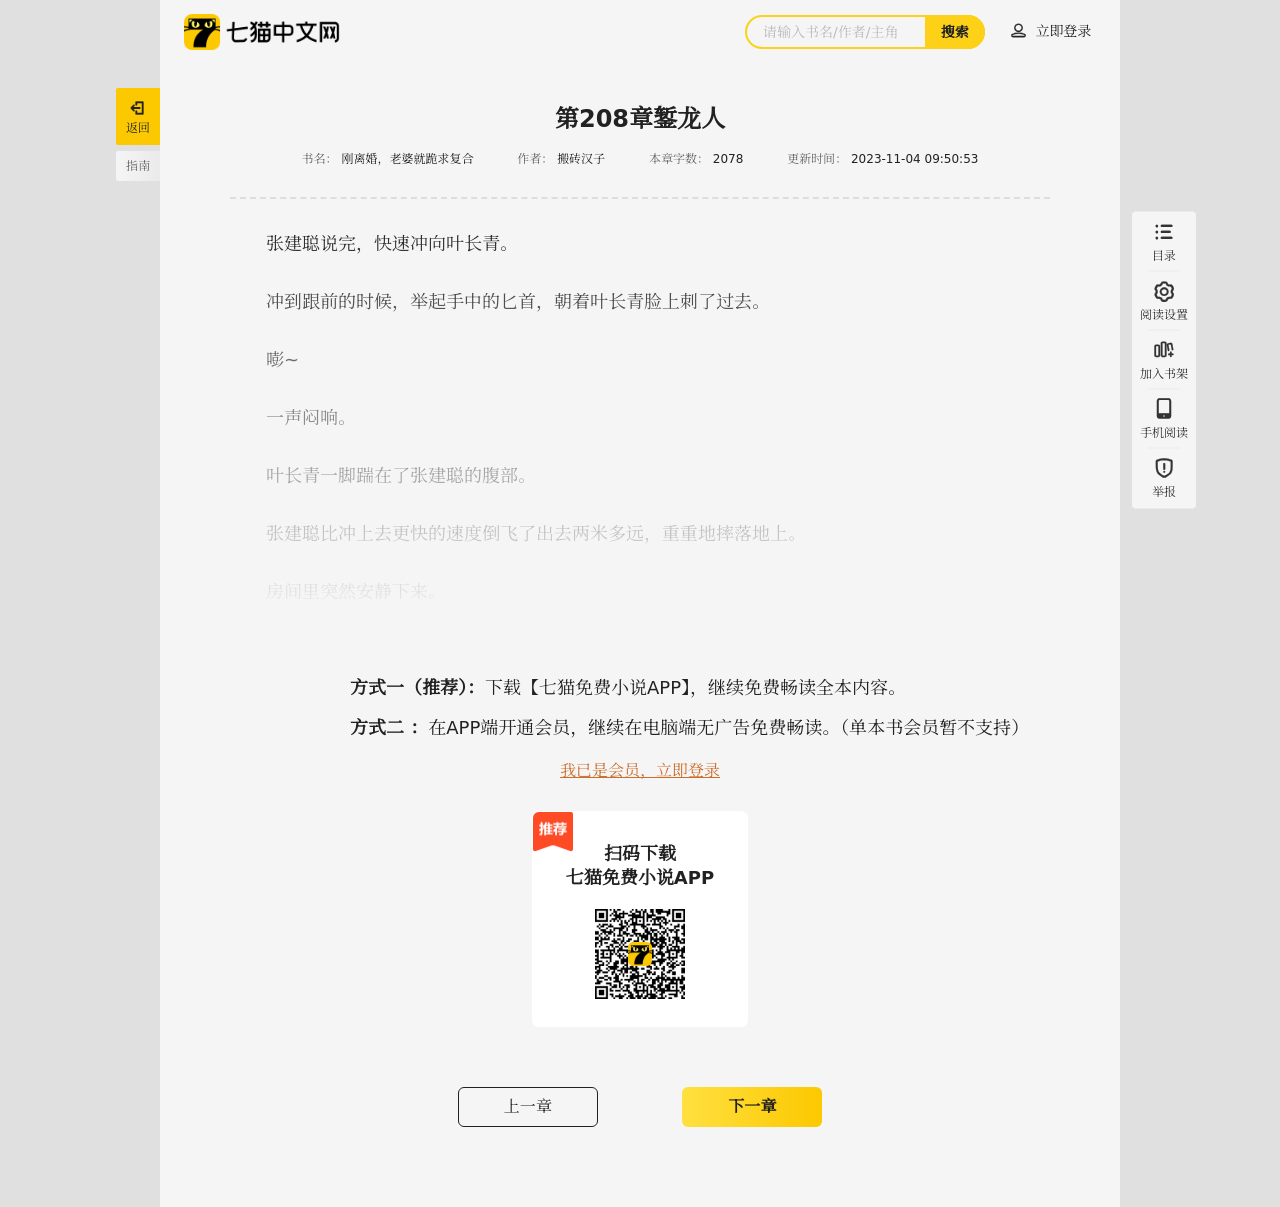 七猫中文网
请输入书名/作者/主角
搜索
立即登录
返回
指南
第208章錾龙人
书名： 刚离婚，老婆就跪求复合 作者： 搬砖汉子 本章字数： 2078 更新时间： 2023-11-04 09:50:53
张建聪说完，快速冲向叶长青。
冲到跟前的时候，举起手中的匕首，朝着叶长青脸上刺了过去。
嘭~
一声闷响。
叶长青一脚踹在了张建聪的腹部。
张建聪比冲上去更快的速度倒飞了出去两米多远，重重地摔落地上。
房间里突然安静下来。
目录
阅读设置
加入书架
手机阅读
举报
方式一（推荐）：下载【七猫免费小说APP】，继续免费畅读全本内容。
方式二 ：在APP端开通会员，继续在电脑端无广告免费畅读。（单本书会员暂不支持）
我已是会员，立即登录
推荐
扫码下载
七猫免费小说APP
上一章
下一章